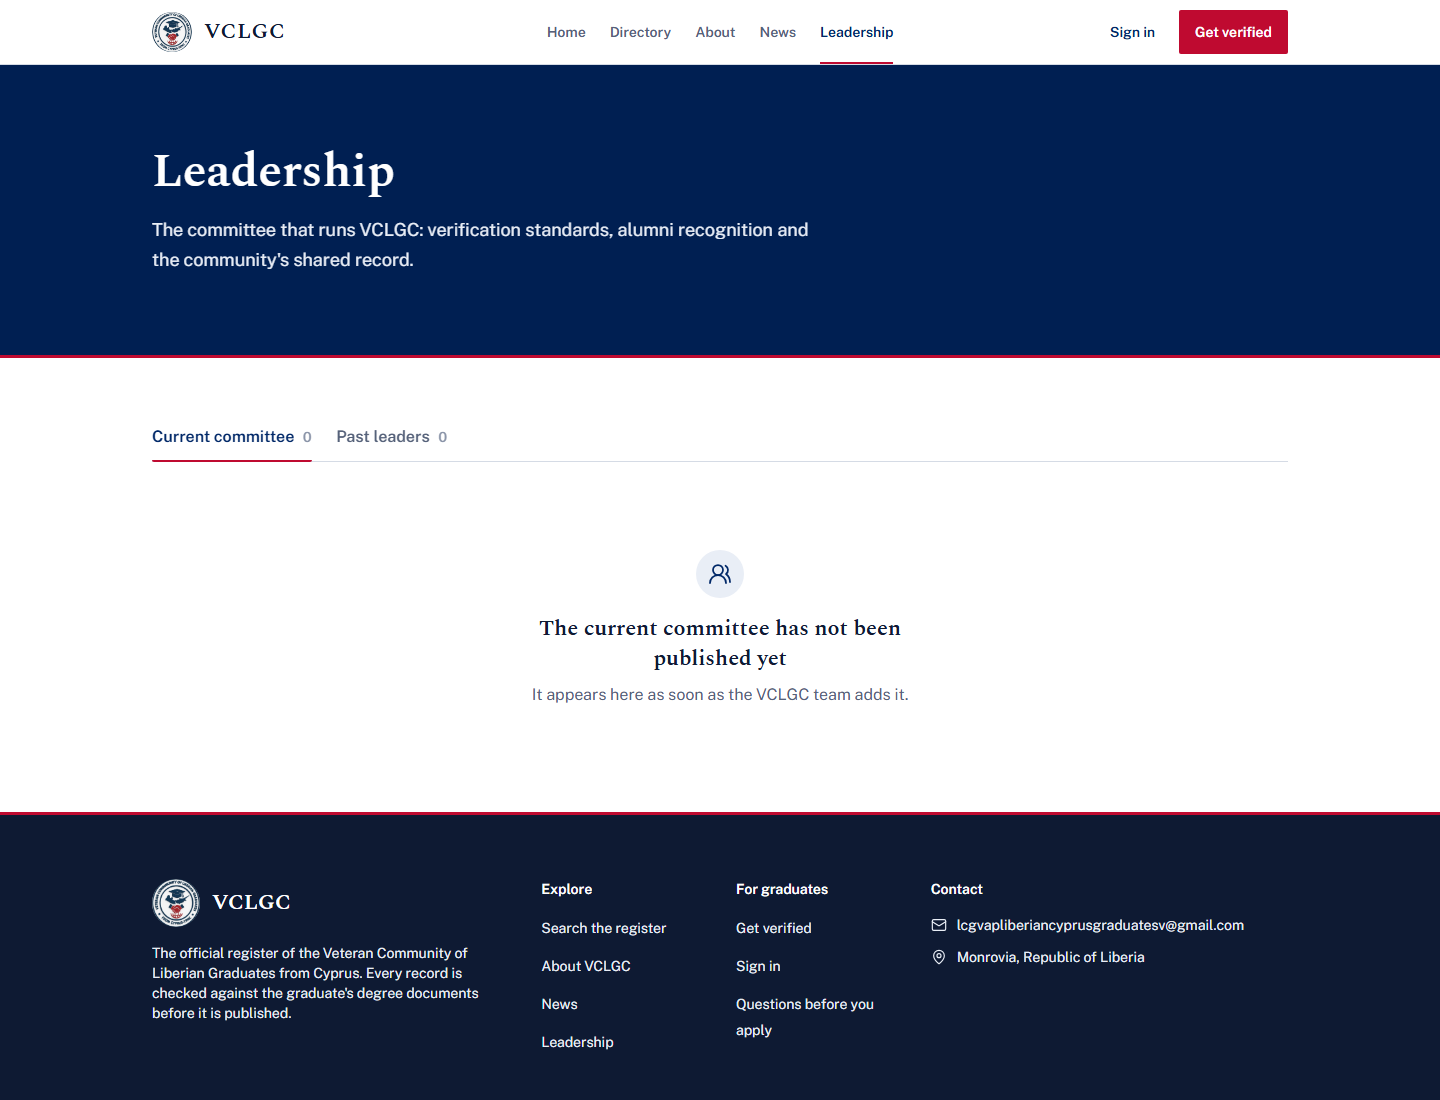 VCLGC
Home
Directory
About
News
Leadership
Sign in
Get verified
Leadership
The committee that runs VCLGC: verification standards, alumni recognition and
the community's shared record.
Current committee 0
Past leaders 0
The current committee has not been
published yet
It appears here as soon as the VCLGC team adds it.
VCLGC
The official register of the Veteran Community of
Liberian Graduates from Cyprus. Every record is
checked against the graduate's degree documents
before it is published.
Explore
Search the register
About VCLGC
News
Leadership
For graduates
Get verified
Sign in
Questions before you
apply
Contact
lcgvapliberiancyprusgraduatesv@gmail.com
Monrovia, Republic of Liberia